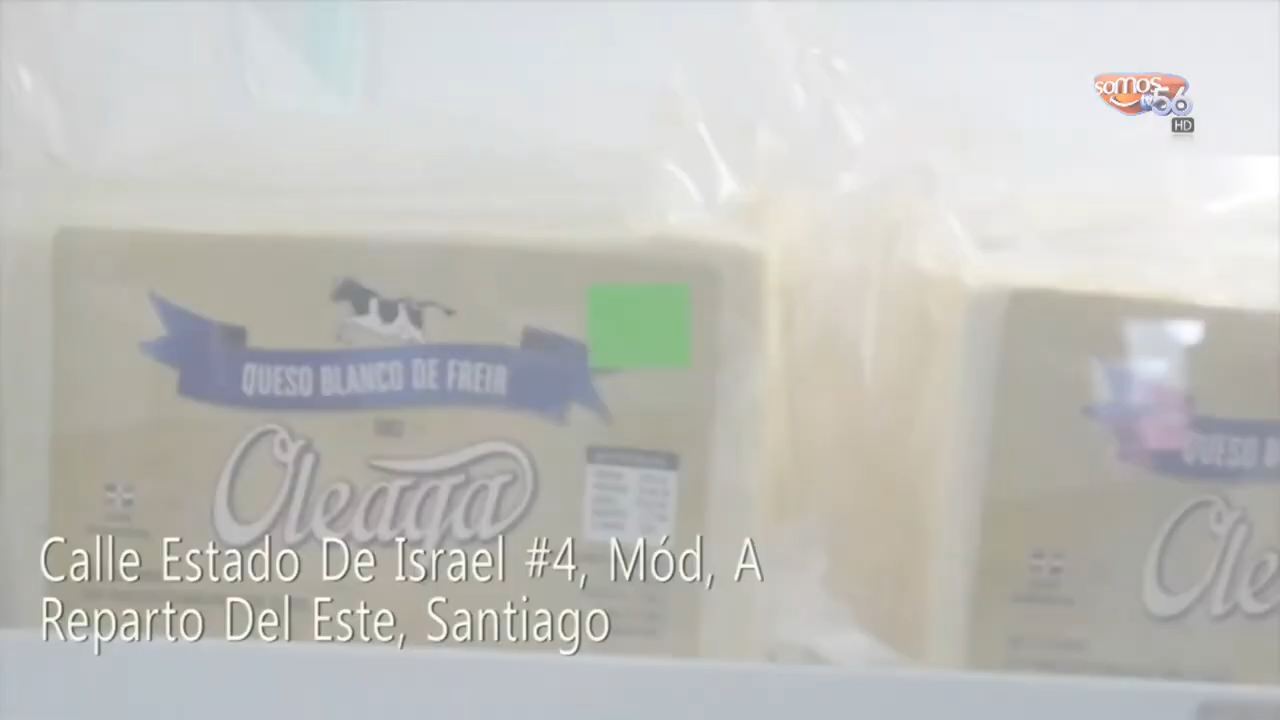 somos
tv56
HD
QUESO BLANCO DE FREIR
Oleaga
QUESO
Ole
Calle Estado De Israel #4, Mód, A
Reparto Del Este, Santiago